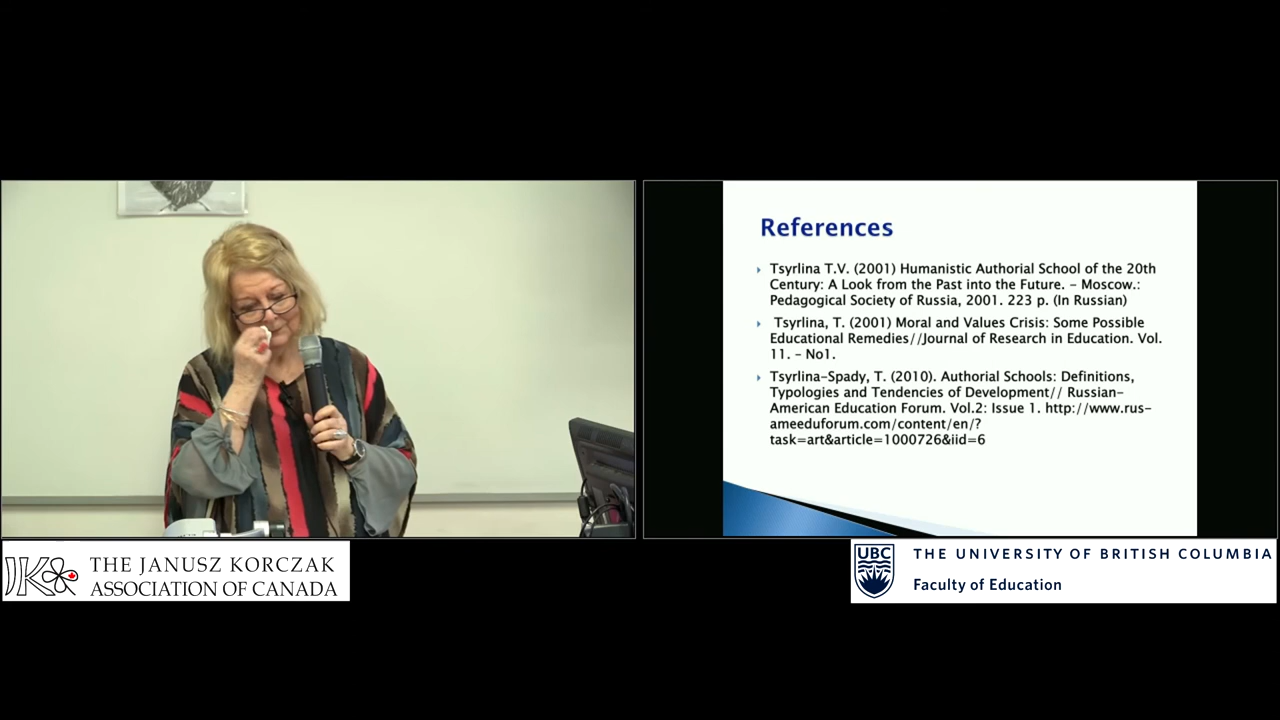 References
Tsyrlina T.V. (2001) Humanistic Authorial School of the 20th
Century: A Look from the Past into the Future. – Moscow.:
Pedagogical Society of Russia, 2001. 223 p. (In Russian)
Tsyrlina, T. (2001) Moral and Values Crisis: Some Possible
Educational Remedies//Journal of Research in Education. Vol.
11. – No1.
Tsyrlina-Spady, T. (2010). Authorial Schools: Definitions,
Typologies and Tendencies of Development// Russian-
American Education Forum. Vol.2: Issue 1. http://www.rus-
ameeduforum.com/content/en/?
task=art&article=1000726&iid=6
JK
THE JANUSZ KORCZAK
ASSOCIATION OF CANADA
UBC
THE UNIVERSITY OF BRITISH COLUMBIA
Faculty of Education